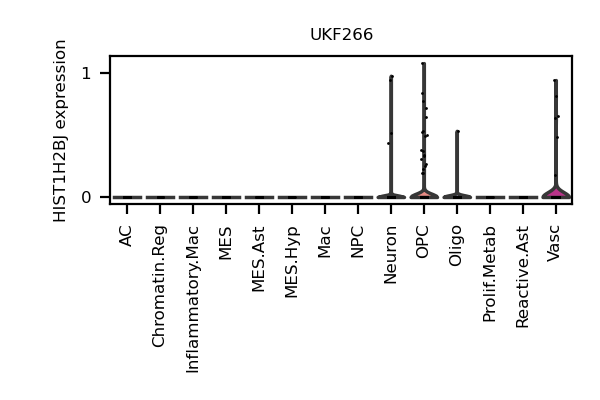 UKF266
HIST1H2BJ expression
1
0
AC
Chromatin.Reg
Inflammatory.Mac
MES
MES.Ast
MES.Hyp
Mac
NPC
Neuron
OPC
Oligo
Prolif.Metab
Reactive.Ast
Vasc